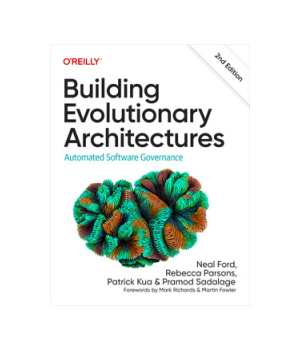 O'REILLY®
2nd Edition
Building
Evolutionary
Architectures
Automated Software Governance
Neal Ford,
Rebecca Parsons,
Patrick Kua & Pramod Sadalage
Forewords by Mark Richards & Martin Fowler